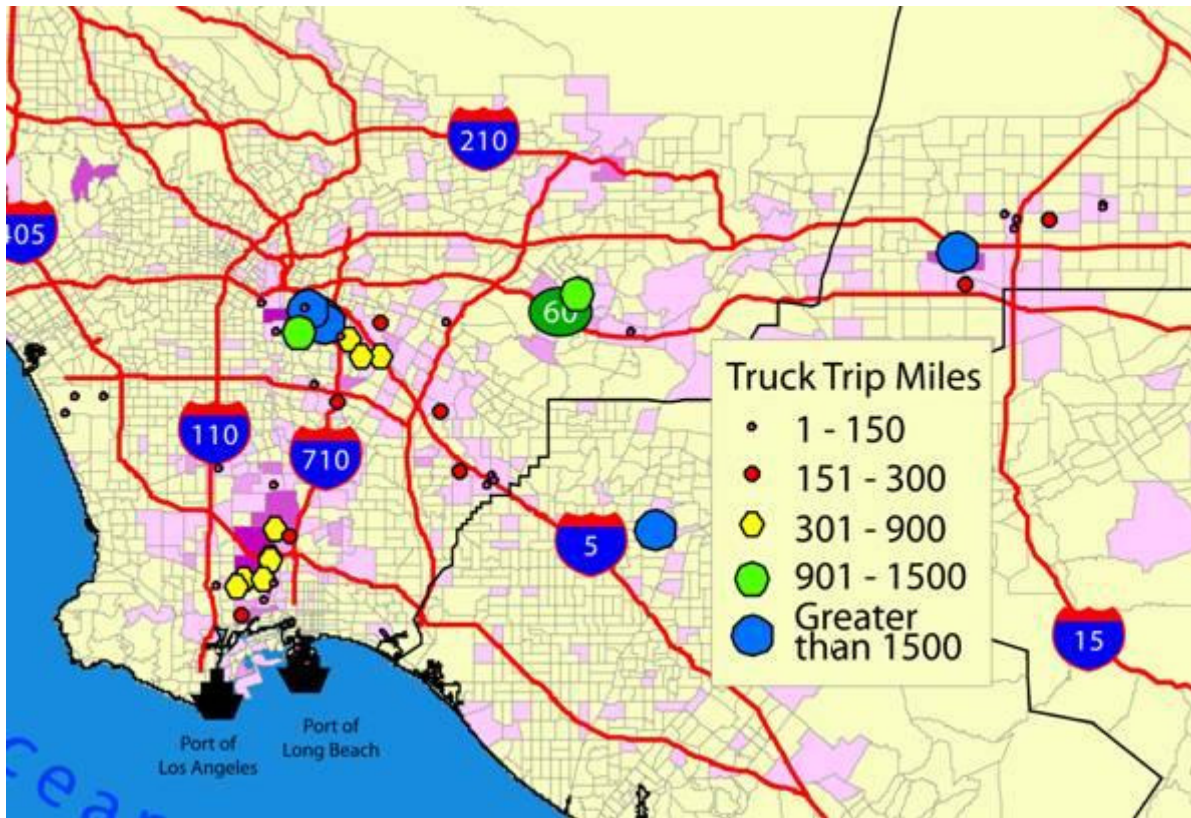 210
405
60
Truck Trip Miles
1 - 150
151 - 300
301 - 900
901 - 1500
Greater
than 1500
110
710
5
15
Port of
Los Angeles
Port of
Long Beach
cean